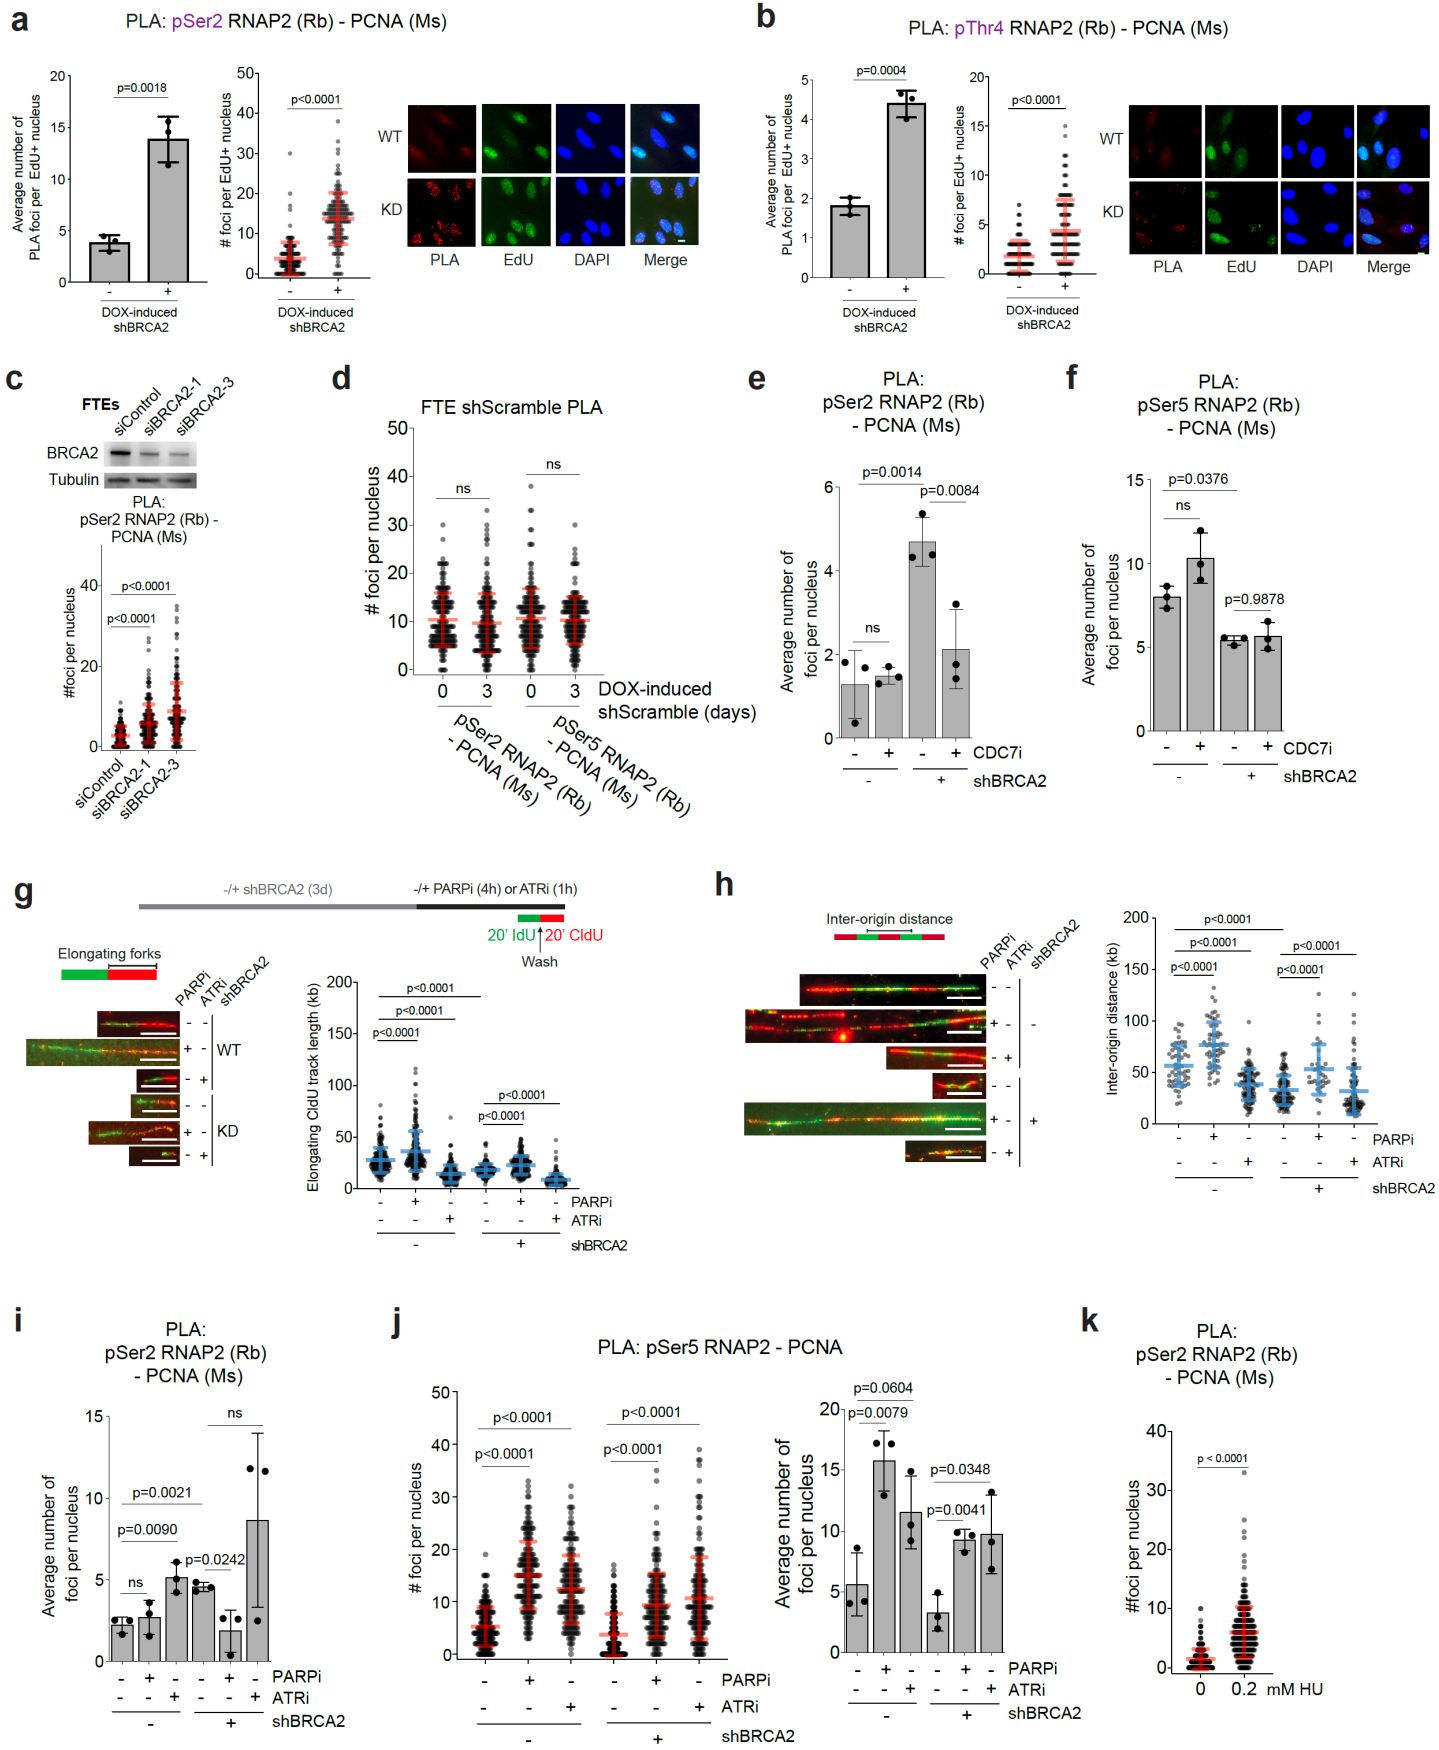 a
PLA: pSer2 RNAP2 (Rb) - PCNA (Ms)
Average number of
PLA foci per EdU+ nucleus
20
15
10
5
0
p=0.0018
- +
DOX-induced
shBRCA2
# foci per EdU+ nucleus
50
40
30
20
10
0
p<0.0001
- +
DOX-induced
shBRCA2
WT
KD
PLA EdU DAPI Merge
b
PLA: pThr4 RNAP2 (Rb) - PCNA (Ms)
Average number of
PLA foci per EdU+ nucleus
5
4
3
2
1
0
p=0.0004
- +
DOX-induced
shBRCA2
# foci per EdU+ nucleus
20
15
10
5
0
p<0.0001
- +
DOX-induced
shBRCA2
WT
KD
PLA EdU DAPI Merge
c
FTEs
siControl
siBRCA2-1
siBRCA2-3
BRCA2
Tubulin
PLA:
pSer2 RNAP2 (Rb) -
PCNA (Ms)
#foci per nucleus
40
20
0
p<0.0001
p<0.0001
siControl
siBRCA2-1
siBRCA2-3
d
FTE shScramble PLA
# foci per nucleus
50
40
30
20
10
0
ns
ns
0 3 0 3
DOX-induced
shScramble (days)
pSer2 RNAP2 (Rb)
- PCNA (Ms)
pSer5 RNAP2 (Rb)
- PCNA (Ms)
e
PLA:
pSer2 RNAP2 (Rb)
- PCNA (Ms)
Average number of
foci per nucleus
6
4
2
0
p=0.0014
p=0.0084
ns
- + - + CDC7i
- + shBRCA2
f
PLA:
pSer5 RNAP2 (Rb)
- PCNA (Ms)
Average number of
foci per nucleus
15
10
5
0
p=0.0376
ns
p=0.9878
- + - + CDC7i
- + shBRCA2
g
-/+ shBRCA2 (3d)
-/+ PARPi (4h) or ATRi (1h)
20' IdU 20' CldU
Wash
Elongating forks
PARPi
ATRi
shBRCA2
- -
+ - WT
- +
- -
+ - KD
- +
Elongating CldU track length (kb)
200
150
100
50
0
p<0.0001
p<0.0001
p<0.0001
p<0.0001
p<0.0001
- + - - + - PARPi
- - + - - + ATRi
- + shBRCA2
h
Inter-origin distance
PARPi
ATRi
shBRCA2
- -
+ - -
- +
- -
+ - +
- +
Inter-origin distance (kb)
200
150
100
50
0
p<0.0001
p<0.0001
p<0.0001
p<0.0001
p<0.0001
- + - - + - PARPi
- - + - - + ATRi
- + shBRCA2
i
PLA:
pSer2 RNAP2 (Rb)
- PCNA (Ms)
Average number of
foci per nucleus
15
10
5
0
ns
p=0.0021
p=0.0090
p=0.0242
ns
- + - - + - PARPi
- - + - - + ATRi
- + shBRCA2
j
PLA: pSer5 RNAP2 - PCNA
# foci per nucleus
50
40
30
20
10
0
p<0.0001
p<0.0001
p<0.0001
p<0.0001
- + - - + - PARPi
- - + - - + ATRi
- + shBRCA2
Average number of
foci per nucleus
20
15
10
5
0
p=0.0604
p=0.0079
p=0.0348
p=0.0041
- + - - + - PARPi
- - + - - + ATRi
- + shBRCA2
k
PLA:
pSer2 RNAP2 (Rb)
- PCNA (Ms)
#foci per nucleus
40
30
20
10
0
p < 0.0001
0 0.2 mM HU